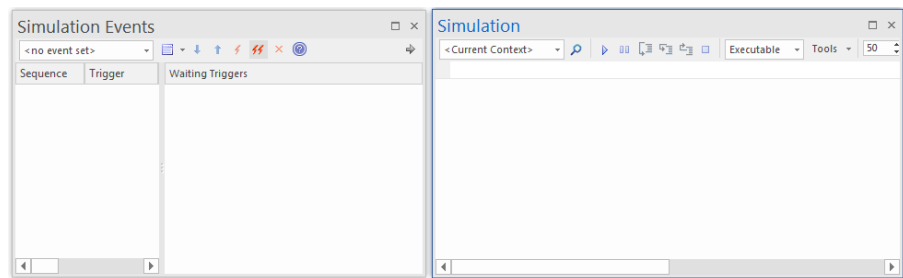 Simulation Events
<no event set>
Sequence Trigger Waiting Triggers
Simulation
<Current Context> Executable Tools 50